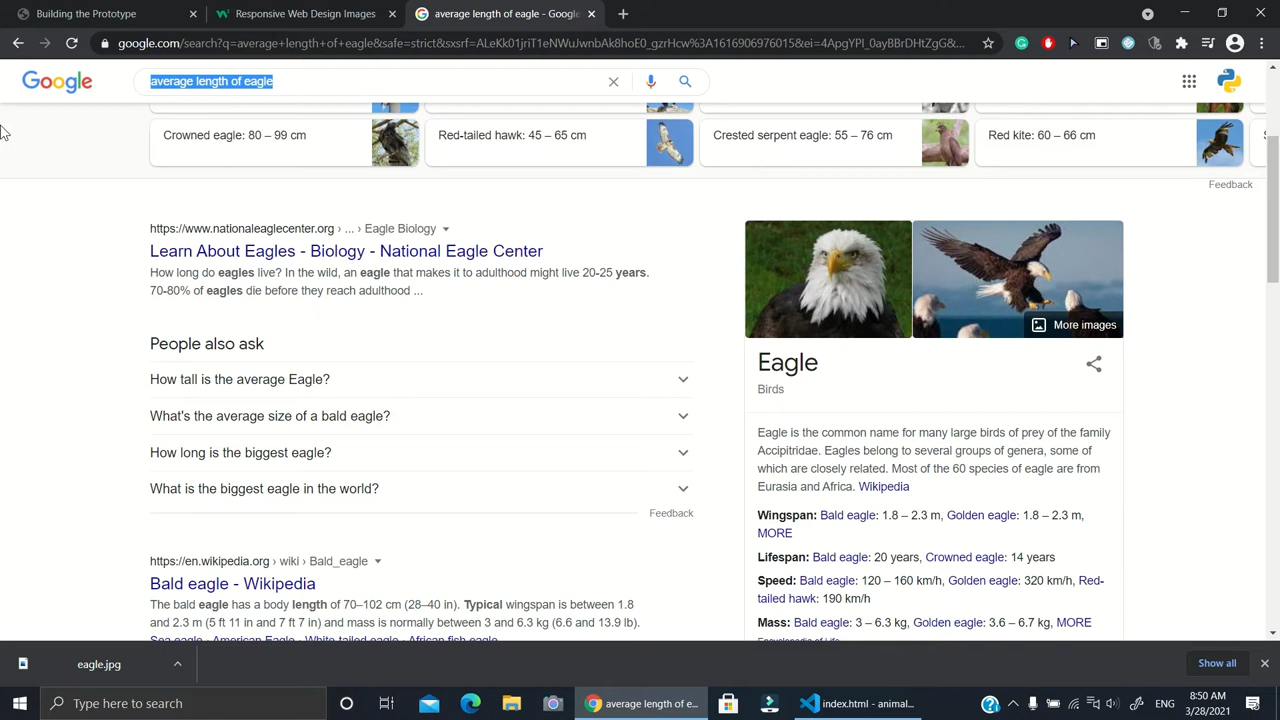 Building the Prototype
Responsive Web Design Images
average length of eagle - Google
google.com/search?q=average+length+of+eagle&safe=strict&sxsrf=ALeKk01jriT1eNWuJwnbAk8hoE0_gzrHcw%3A1616906976015&ei=4ApgYPI_0ayBBrDHtZgG&...
Google
average length of eagle
Crowned eagle: 80 – 99 cm
Red-tailed hawk: 45 – 65 cm
Crested serpent eagle: 55 – 76 cm
Red kite: 60 – 66 cm
Feedback
https://www.nationaleaglecenter.org › ... › Eagle Biology
Learn About Eagles - Biology - National Eagle Center
How long do eagles live? In the wild, an eagle that makes it to adulthood might live 20-25 years.
70-80% of eagles die before they reach adulthood ...
People also ask
How tall is the average Eagle?
What's the average size of a bald eagle?
How long is the biggest eagle?
What is the biggest eagle in the world?
Feedback
https://en.wikipedia.org › wiki › Bald_eagle
Bald eagle - Wikipedia
The bald eagle has a body length of 70–102 cm (28–40 in). Typical wingspan is between 1.8
and 2.3 m (5 ft 11 in and 7 ft 7 in) and mass is normally between 3 and 6.3 kg (6.6 and 13.9 lb).
Sea eagle · American Eagle · White-tailed eagle · African fish eagle
More images
Eagle
Birds
Eagle is the common name for many large birds of prey of the family
Accipitridae. Eagles belong to several groups of genera, some of
which are closely related. Most of the 60 species of eagle are from
Eurasia and Africa. Wikipedia
Wingspan: Bald eagle: 1.8 – 2.3 m, Golden eagle: 1.8 – 2.3 m,
MORE
Lifespan: Bald eagle: 20 years, Crowned eagle: 14 years
Speed: Bald eagle: 120 – 160 km/h, Golden eagle: 320 km/h, Red-
tailed hawk: 190 km/h
Mass: Bald eagle: 3 – 6.3 kg, Golden eagle: 3.6 – 6.7 kg, MORE
Encyclopedia of Life
eagle.jpg
Show all
Type here to search
average length of e...
index.html - animal...
ENG
8:50 AM
3/28/2021